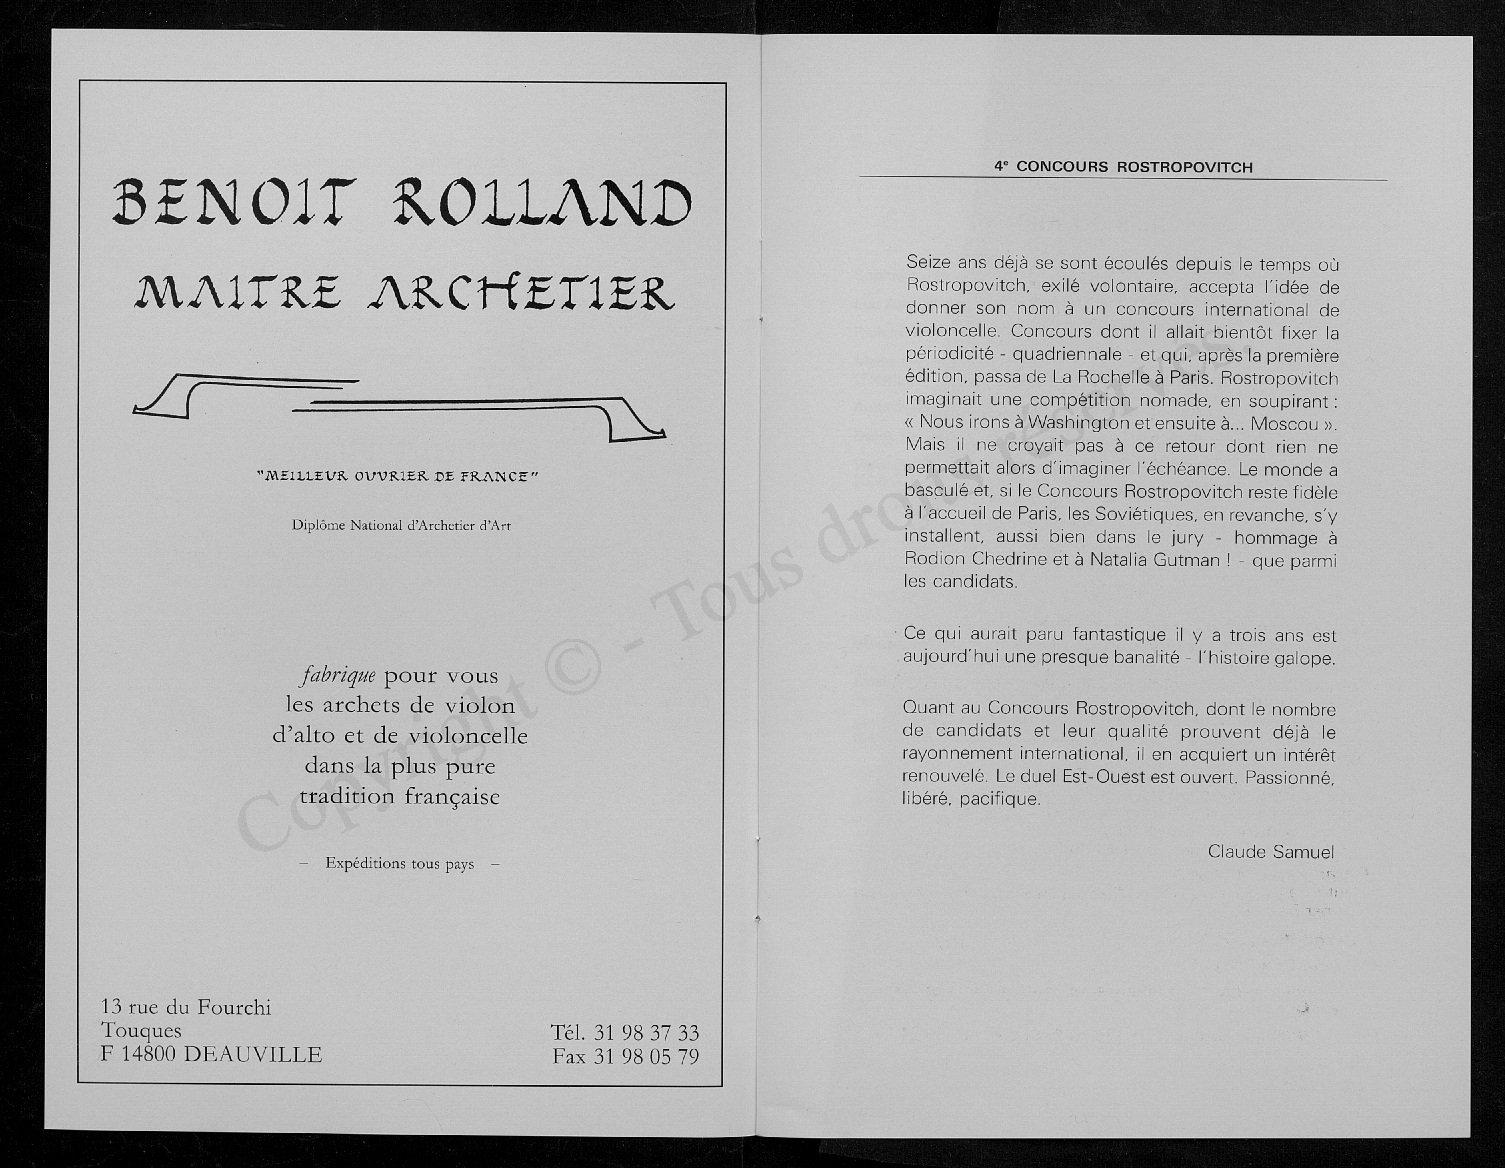 BENOIT ROLLAND
MAITRE ARCHETIER
"MEILLEUR OUVRIER DE FRANCE"
Diplôme National d'Archetier d'Art
fabrique pour vous
les archets de violon
d'alto et de violoncelle
dans la plus pure
tradition française
– Expéditions tous pays –
13 rue du Fourchi
Touques
F 14800 DEAUVILLE
Tél. 31 98 37 33
Fax 31 98 05 79
4e CONCOURS ROSTROPOVITCH
Seize ans déjà se sont écoulés depuis le temps où
Rostropovitch, exilé volontaire, accepta l'idée de
donner son nom à un concours international de
violoncelle. Concours dont il allait bientôt fixer la
périodicité - quadriennale - et qui, après la première
édition, passa de La Rochelle à Paris. Rostropovitch
imaginait une compétition nomade, en soupirant :
« Nous irons à Washington et ensuite à... Moscou ».
Mais il ne croyait pas à ce retour dont rien ne
permettait alors d'imaginer l'échéance. Le monde a
basculé et, si le Concours Rostropovitch reste fidèle
à l'accueil de Paris, les Soviétiques, en revanche, s'y
installent, aussi bien dans le jury - hommage à
Rodion Chedrine et à Natalia Gutman ! - que parmi
les candidats.
Ce qui aurait paru fantastique il y a trois ans est
aujourd'hui une presque banalité - l'histoire galope.
Quant au Concours Rostropovitch, dont le nombre
de candidats et leur qualité prouvent déjà le
rayonnement international, il en acquiert un intérêt
renouvelé. Le duel Est-Ouest est ouvert. Passionné,
libéré, pacifique.
Claude Samuel
Copyright © - Tous droits réservés.